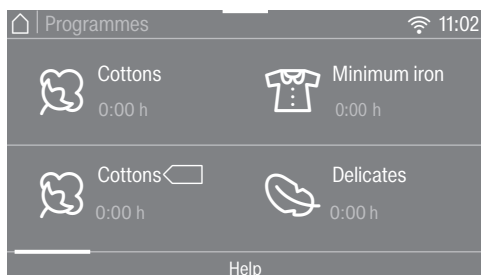 Programmes 11:02
Cottons Minimum iron
0:00 h 0:00 h
Cottons Delicates
0:00 h 0:00 h
Help